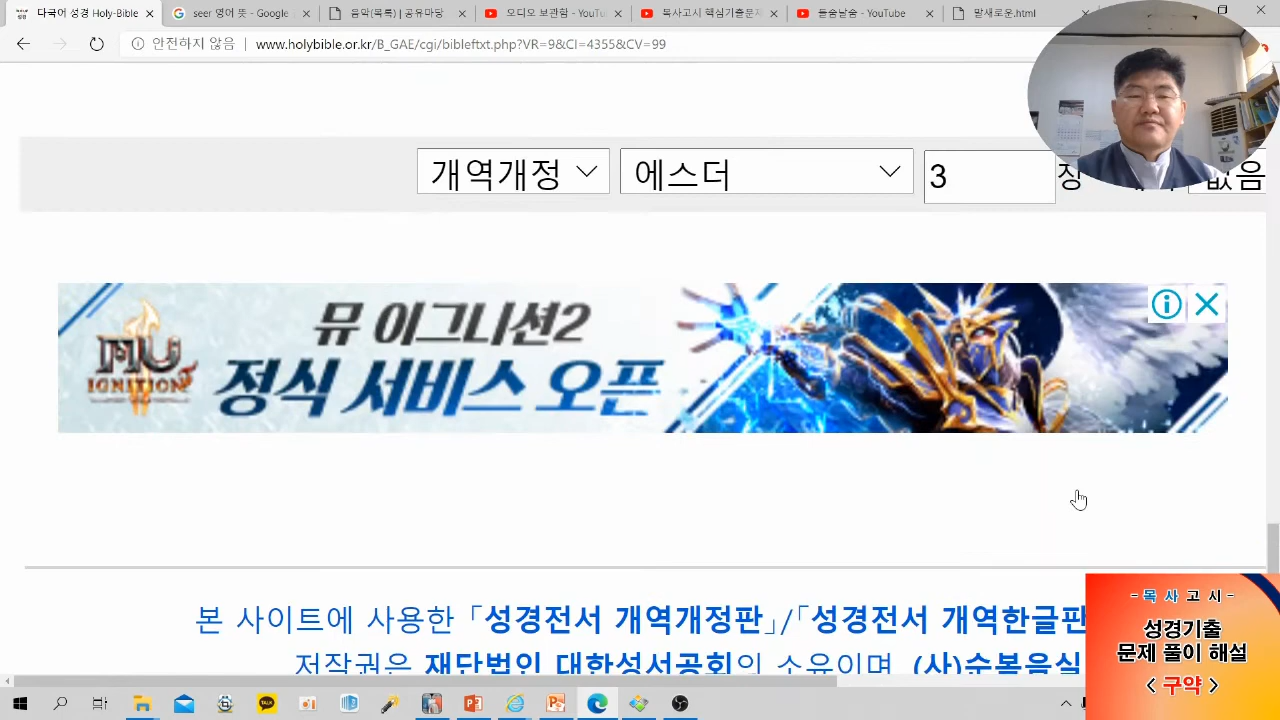 다국어 성경 Holy-Bible
seer 영어 뜻 - Google
음악(목록) | 공유마당
오디오 보관함 - YouTu
목사고시 핵심기출문제
들숨날숨 - YouTube
말새로운.html
안전하지 않음 | www.holybible.or.kr/B_GAE/cgi/bibleftxt.php?VR=9&CI=4355&CV=99
개역개정 에스더 3 장 없음
MU
IGNITION
뮤 이그니션2
정식 서비스 오픈
본 사이트에 사용한 「성경전서 개역개정판」/「성경전서 개역한글판
저작권은 재단법인 대한성서공회의 소유이며, (사)순복음실
- 목 사 고 시 -
성경기출
문제 풀이 해설
< 구약 >